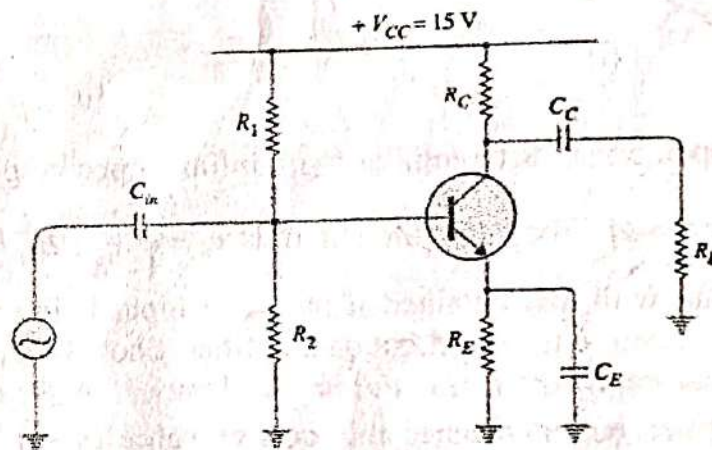 + V_CC = 15 V
R_C
C_C
R_1
C_in
R_L
R_2
R_E
C_E